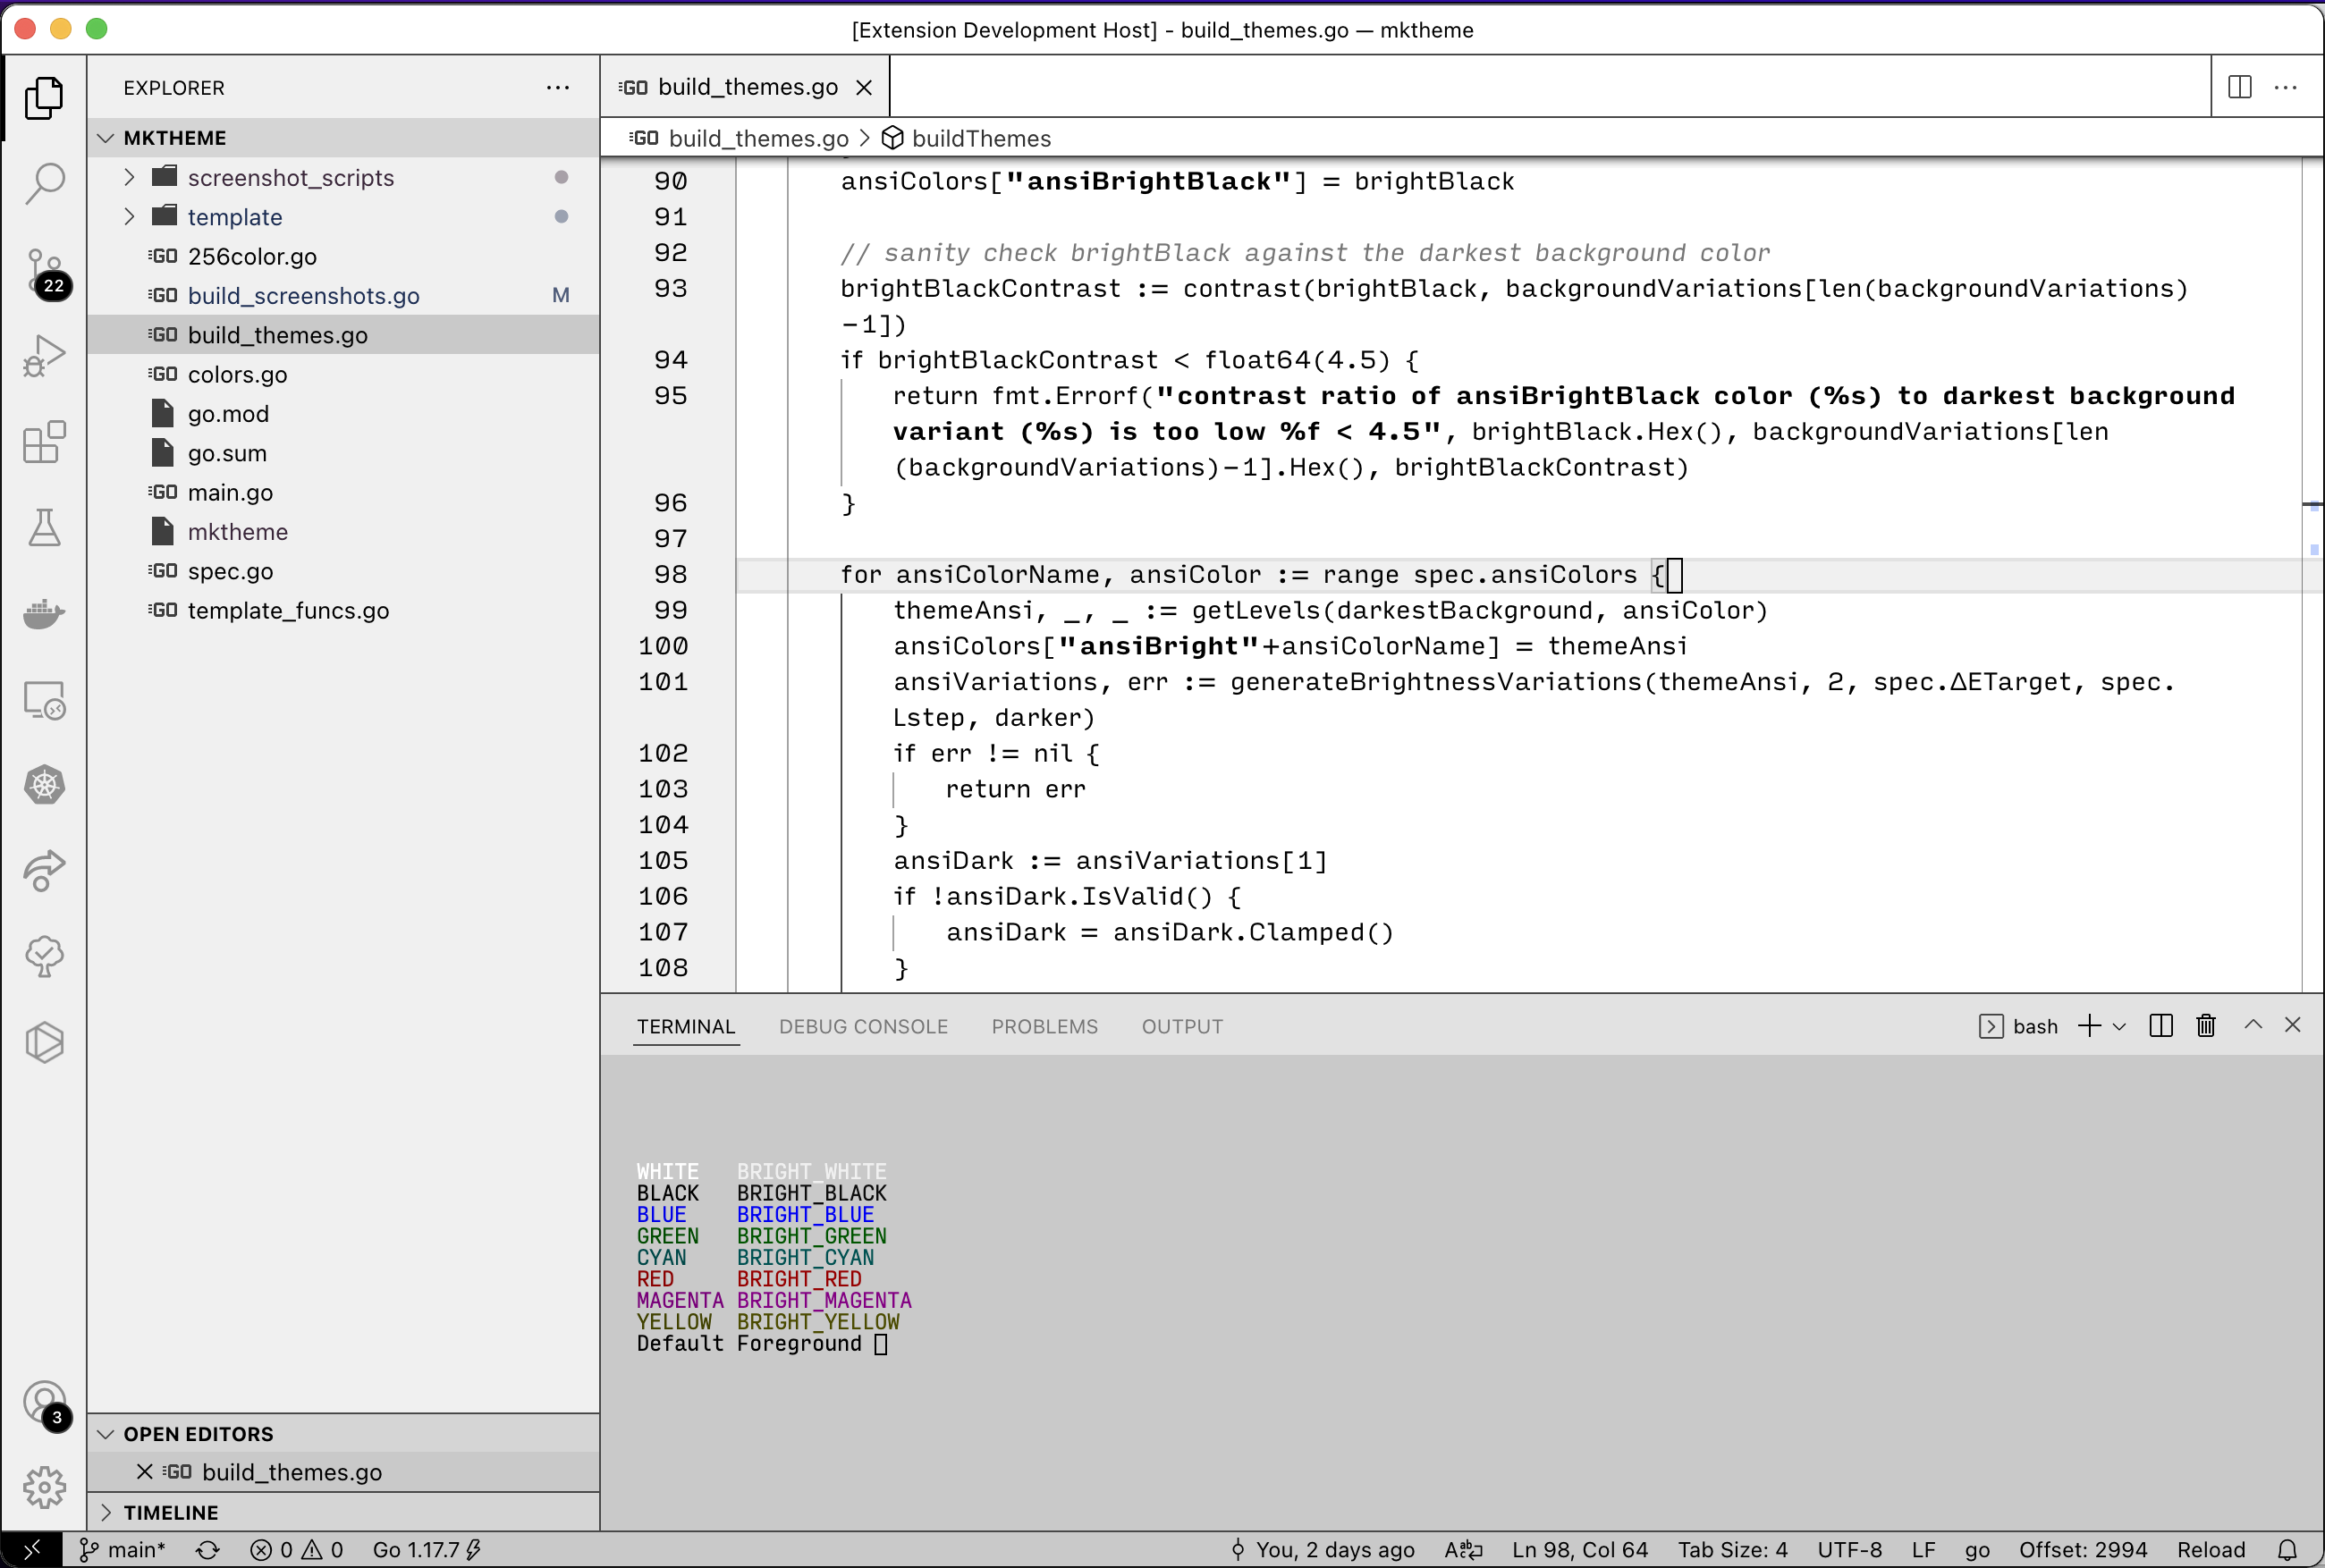 [Extension Development Host] - build_themes.go — mktheme
EXPLORER
MKTHEME
screenshot_scripts
template
GO 256color.go
GO build_screenshots.go M
GO build_themes.go
GO colors.go
go.mod
go.sum
GO main.go
mktheme
GO spec.go
GO template_funcs.go
22
3
OPEN EDITORS
GO build_themes.go
TIMELINE
GO build_themes.go
GO build_themes.go > buildThemes
90 ansiColors["ansiBrightBlack"] = brightBlack
91
92 // sanity check brightBlack against the darkest background color
93 brightBlackContrast := contrast(brightBlack, backgroundVariations[len(backgroundVariations)
-1])
94 if brightBlackContrast < float64(4.5) {
95 return fmt.Errorf("contrast ratio of ansiBrightBlack color (%s) to darkest background
variant (%s) is too low %f < 4.5", brightBlack.Hex(), backgroundVariations[len
(backgroundVariations)-1].Hex(), brightBlackContrast)
96 }
97
98 for ansiColorName, ansiColor := range spec.ansiColors {
99 themeAnsi, _, _ := getLevels(darkestBackground, ansiColor)
100 ansiColors["ansiBright"+ansiColorName] = themeAnsi
101 ansiVariations, err := generateBrightnessVariations(themeAnsi, 2, spec.ΔETarget, spec.
Lstep, darker)
102 if err != nil {
103 return err
104 }
105 ansiDark := ansiVariations[1]
106 if !ansiDark.IsValid() {
107 ansiDark = ansiDark.Clamped()
108 }
TERMINAL DEBUG CONSOLE PROBLEMS OUTPUT
bash
WHITE BRIGHT_WHITE
BLACK BRIGHT_BLACK
BLUE BRIGHT_BLUE
GREEN BRIGHT_GREEN
CYAN BRIGHT_CYAN
RED BRIGHT_RED
MAGENTA BRIGHT_MAGENTA
YELLOW BRIGHT_YELLOW
Default Foreground
main* 0 0 Go 1.17.7 You, 2 days ago Ln 98, Col 64 Tab Size: 4 UTF-8 LF go Offset: 2994 Reload